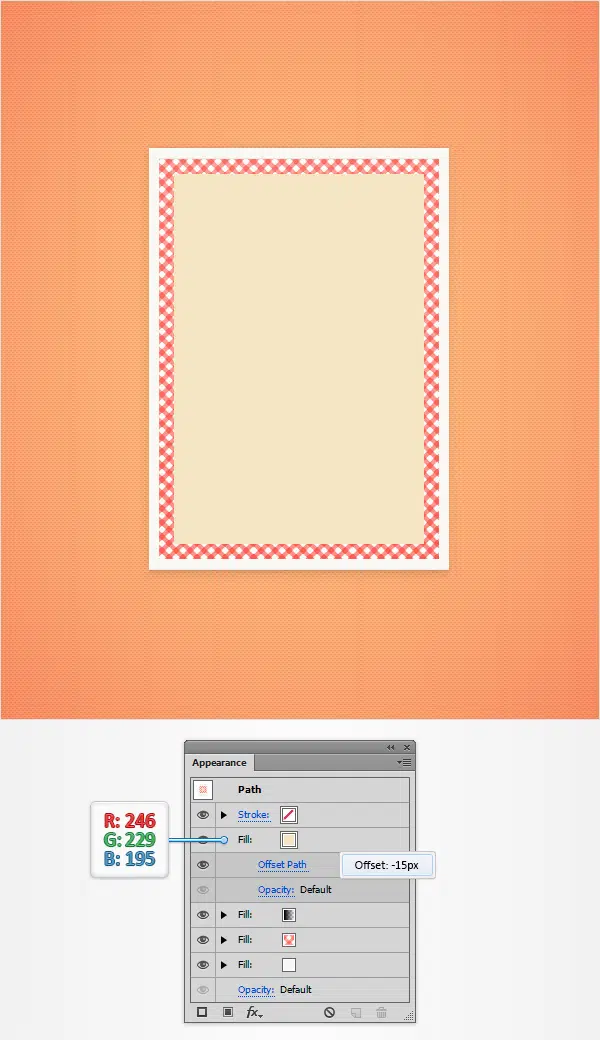 Appearance
Path
Stroke:
R: 246
G: 229
B: 195
Fill:
Offset Path
Offset: -15px
Opacity: Default
Fill:
Fill:
Fill:
Opacity: Default
fx